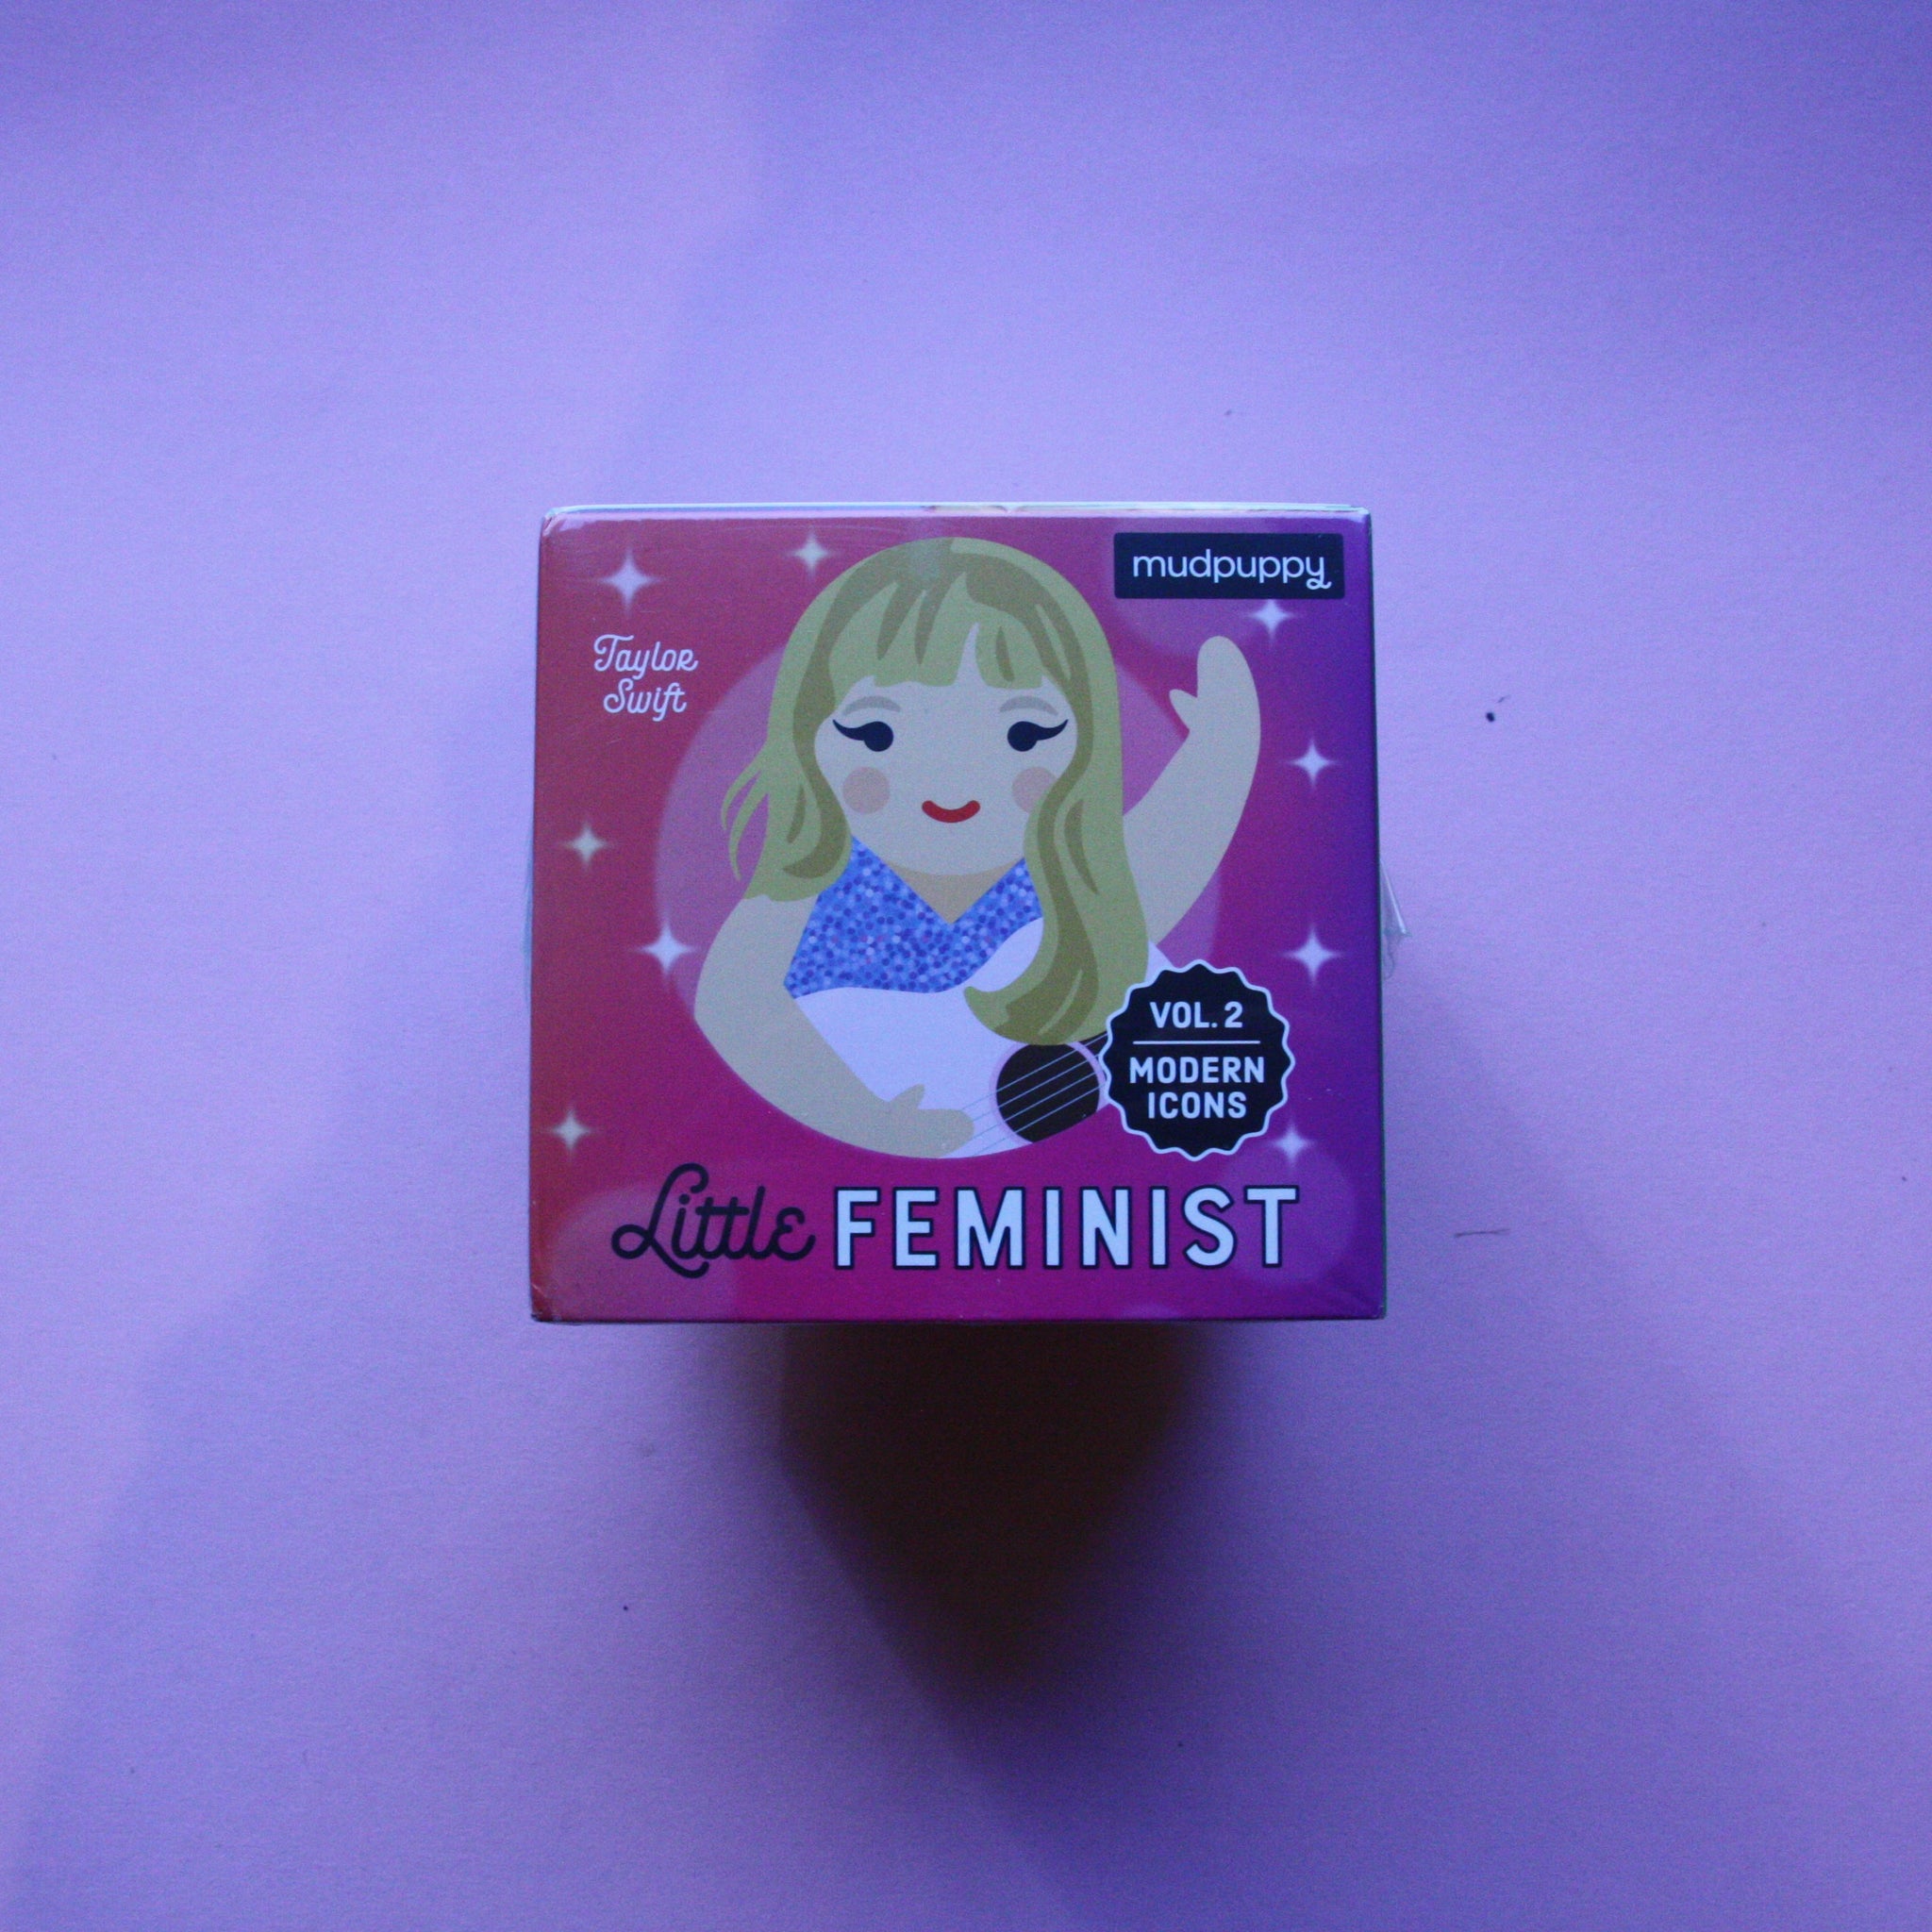 mudpuppy
Taylor
Swift
VOL. 2
MODERN
ICONS
Little FEMINIST